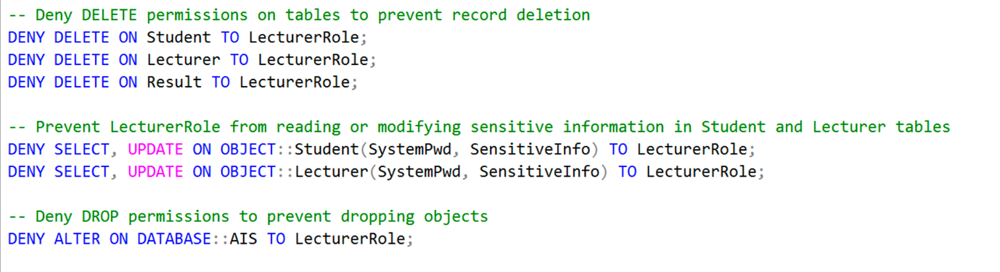 -- Deny DELETE permissions on tables to prevent record deletion
DENY DELETE ON Student TO LecturerRole;
DENY DELETE ON Lecturer TO LecturerRole;
DENY DELETE ON Result TO LecturerRole;
-- Prevent LecturerRole from reading or modifying sensitive information in Student and Lecturer tables
DENY SELECT, UPDATE ON OBJECT::Student(SystemPwd, SensitiveInfo) TO LecturerRole;
DENY SELECT, UPDATE ON OBJECT::Lecturer(SystemPwd, SensitiveInfo) TO LecturerRole;
-- Deny DROP permissions to prevent dropping objects
DENY ALTER ON DATABASE::AIS TO LecturerRole;